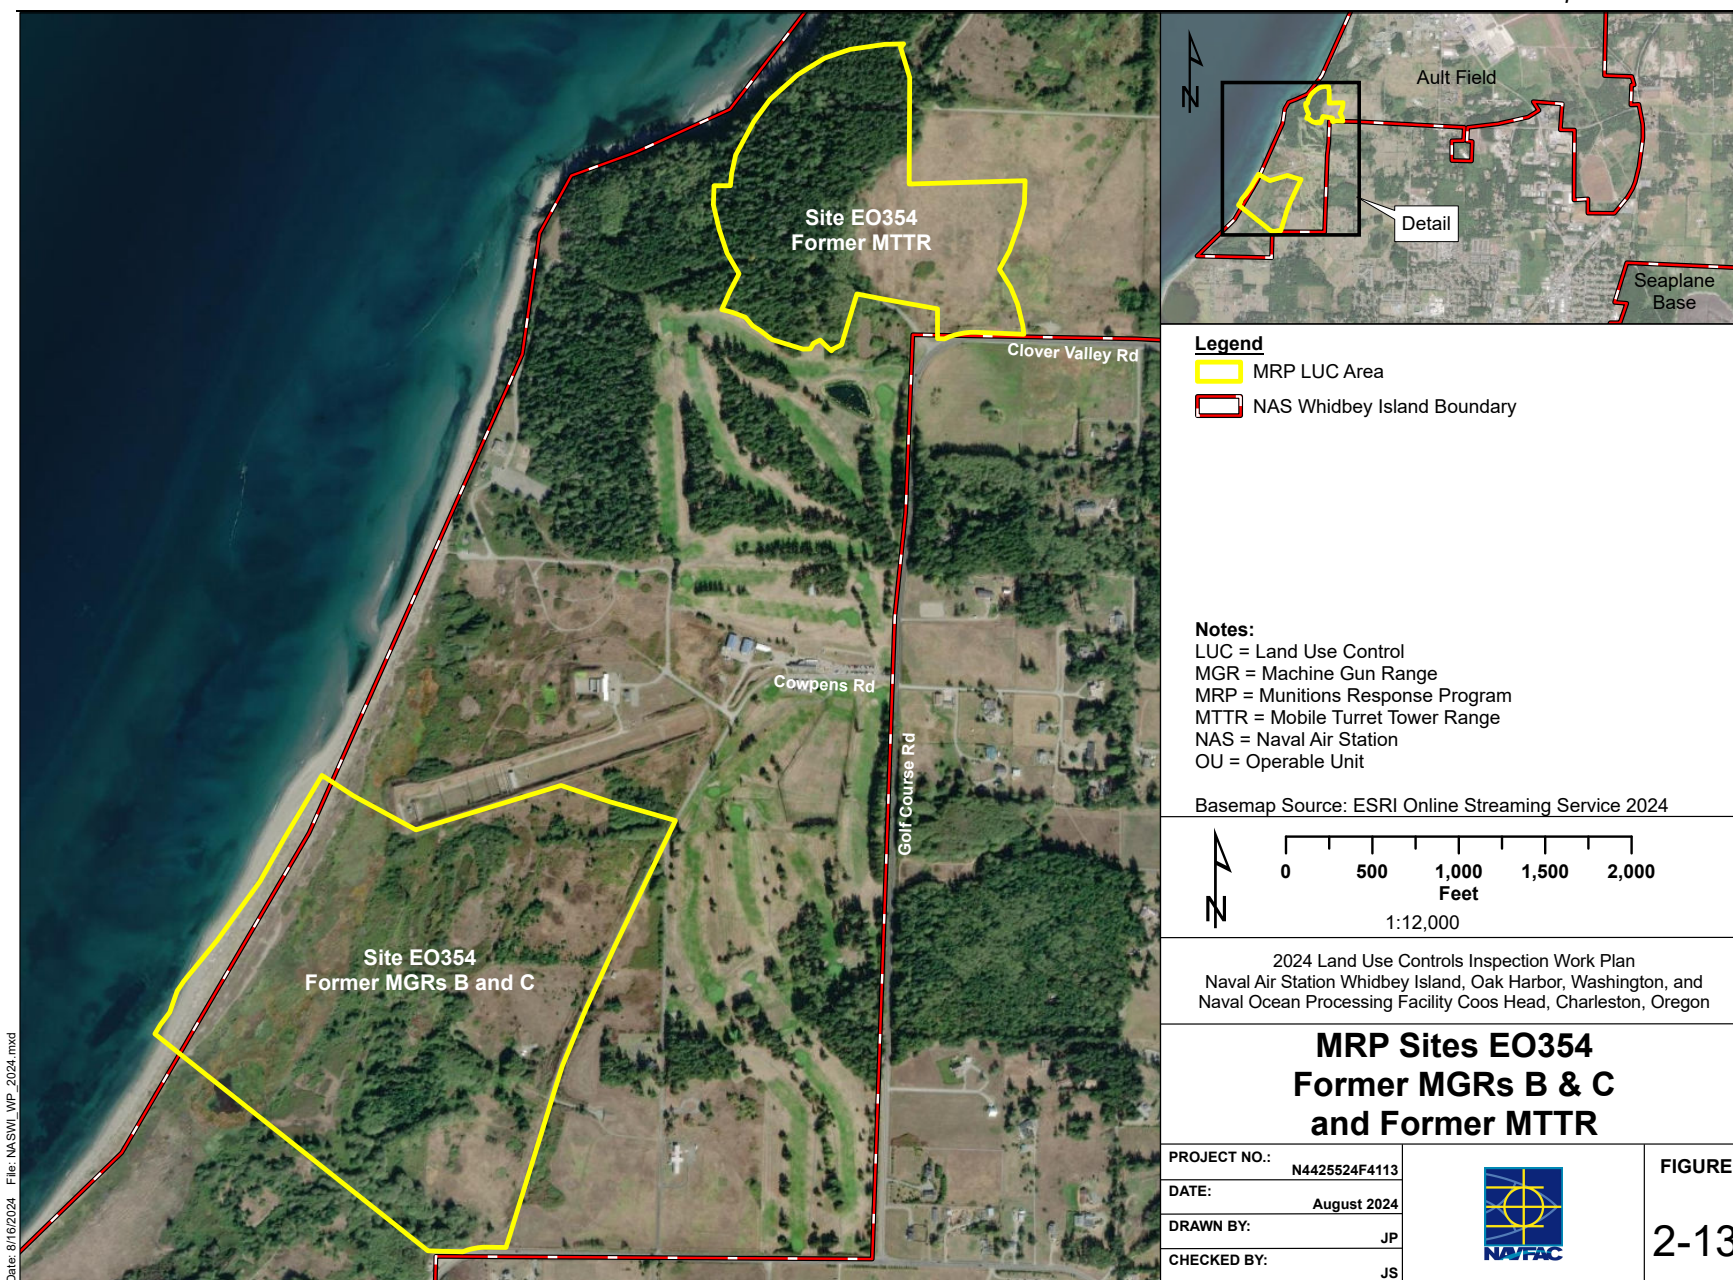 Ault Field
N
Detail
Seaplane
Base
Site EO354
Former MTTR
Clover Valley Rd
Cowpens Rd
Golf Course Rd
Site EO354
Former MGRs B and C
Legend
MRP LUC Area
NAS Whidbey Island Boundary
Notes:
LUC = Land Use Control
MGR = Machine Gun Range
MRP = Munitions Response Program
MTTR = Mobile Turret Tower Range
NAS = Naval Air Station
OU = Operable Unit
Basemap Source: ESRI Online Streaming Service 2024
N
0 500 1,000 1,500 2,000
Feet
1:12,000
2024 Land Use Controls Inspection Work Plan
Naval Air Station Whidbey Island, Oak Harbor, Washington, and
Naval Ocean Processing Facility Coos Head, Charleston, Oregon
MRP Sites EO354
Former MGRs B & C
and Former MTTR
PROJECT NO.:
N4425524F4113
DATE:
August 2024
DRAWN BY:
JP
CHECKED BY:
JS
NAVFAC
FIGURE
2-13
Date: 8/16/2024 File: NASWI_WP_2024.mxd